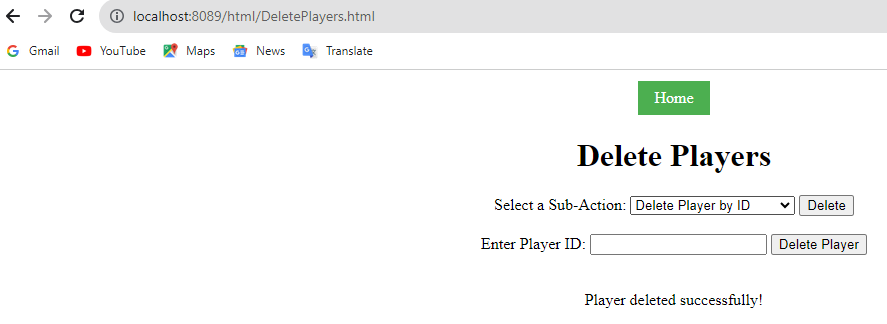 localhost:8089/html/DeletePlayers.html
Gmail YouTube Maps News Translate
Home
Delete Players
Select a Sub-Action: Delete Player by ID Delete
Enter Player ID: Delete Player
Player deleted successfully!